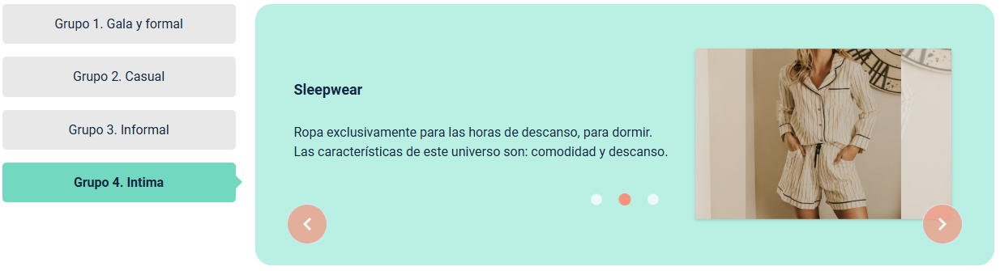 Grupo 1. Gala y formal
Grupo 2. Casual
Grupo 3. Informal
Grupo 4. Intima
Sleepwear
Ropa exclusivamente para las horas de descanso, para dormir.
Las características de este universo son: comodidad y descanso.